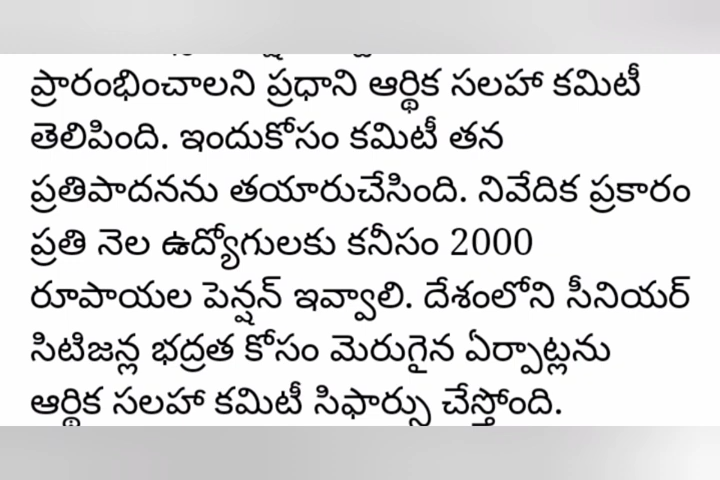 ప్రారంభించాలని ప్రధాని ఆర్థిక సలహా కమిటీ
తెలిపింది. ఇందుకోసం కమిటీ తన
ప్రతిపాదనను తయారుచేసింది. నివేదిక ప్రకారం
ప్రతి నెల ఉద్యోగులకు కనీసం 2000
రూపాయల పెన్షన్ ఇవ్వాలి. దేశంలోని సీనియర్
సిటిజన్ల భద్రత కోసం మెరుగైన ఏర్పాట్లను
ఆర్థిక సలహా కమిటీ సిఫార్సు చేస్తోంది.